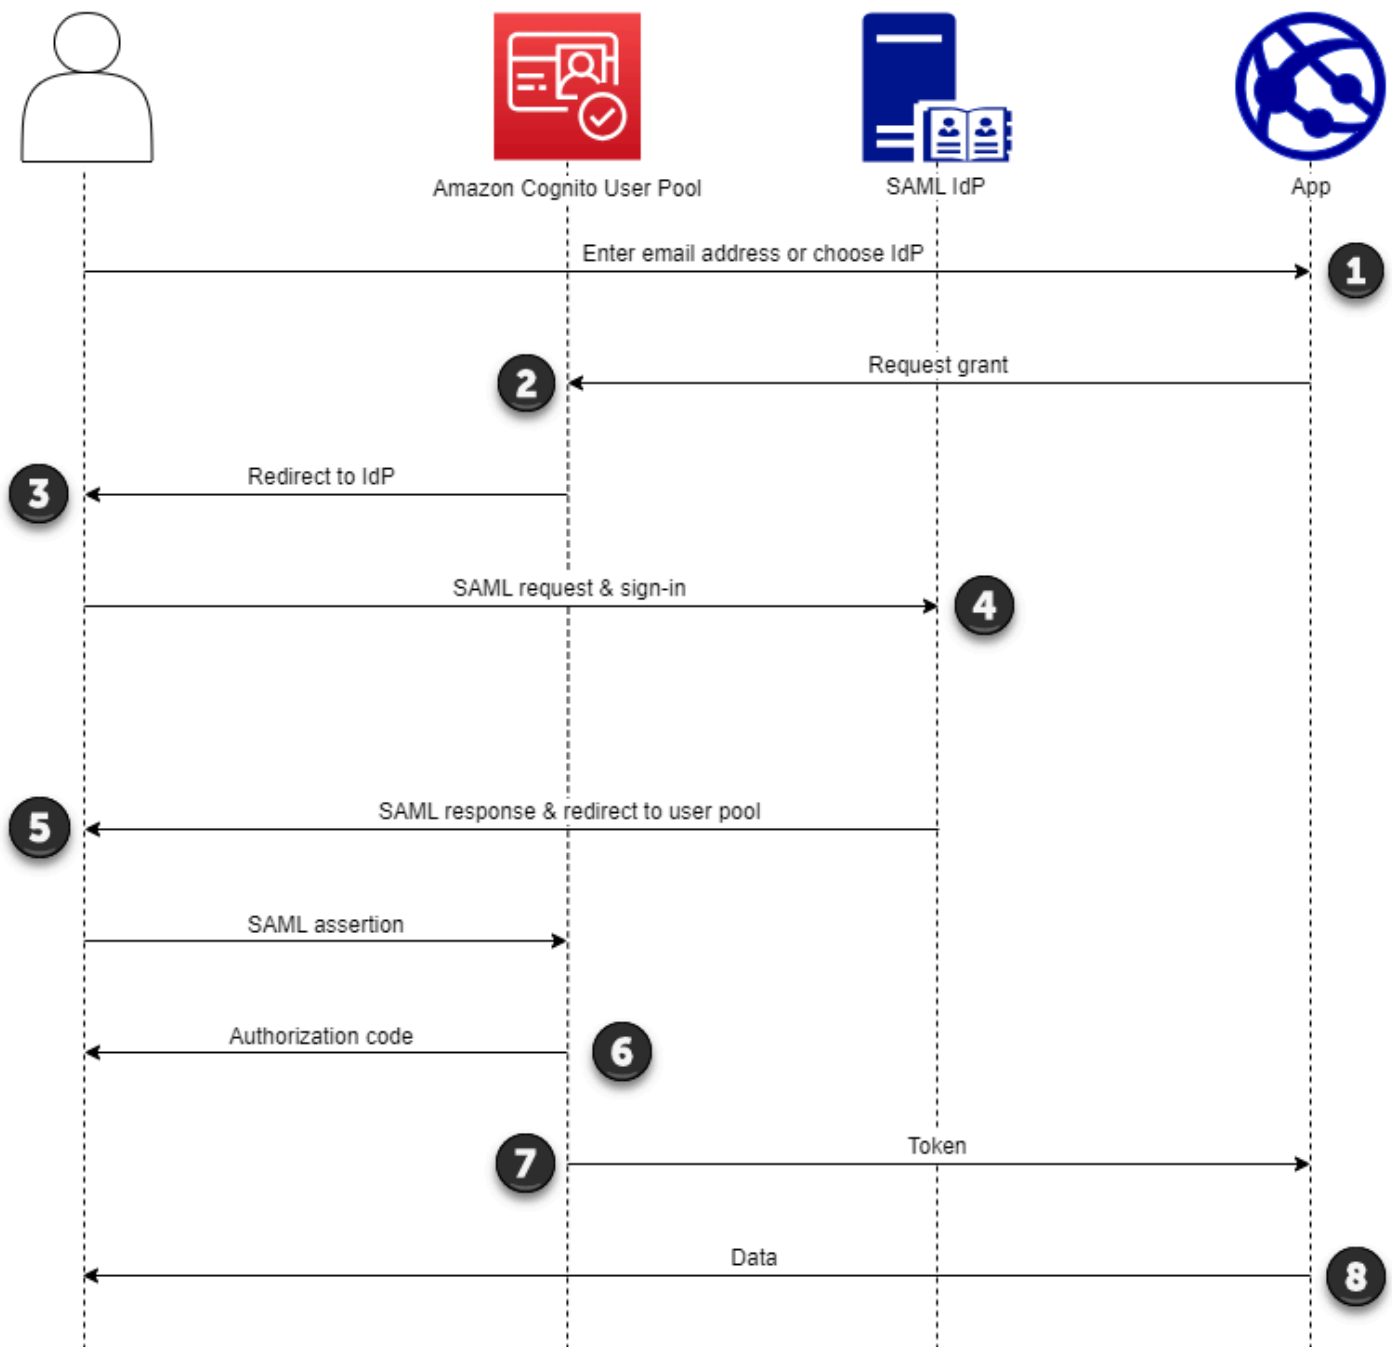 Amazon Cognito User Pool
SAML IdP
App
Enter email address or choose IdP
1
Request grant
2
Redirect to IdP
3
SAML request & sign-in
4
SAML response & redirect to user pool
5
SAML assertion
Authorization code
6
Token
7
Data
8